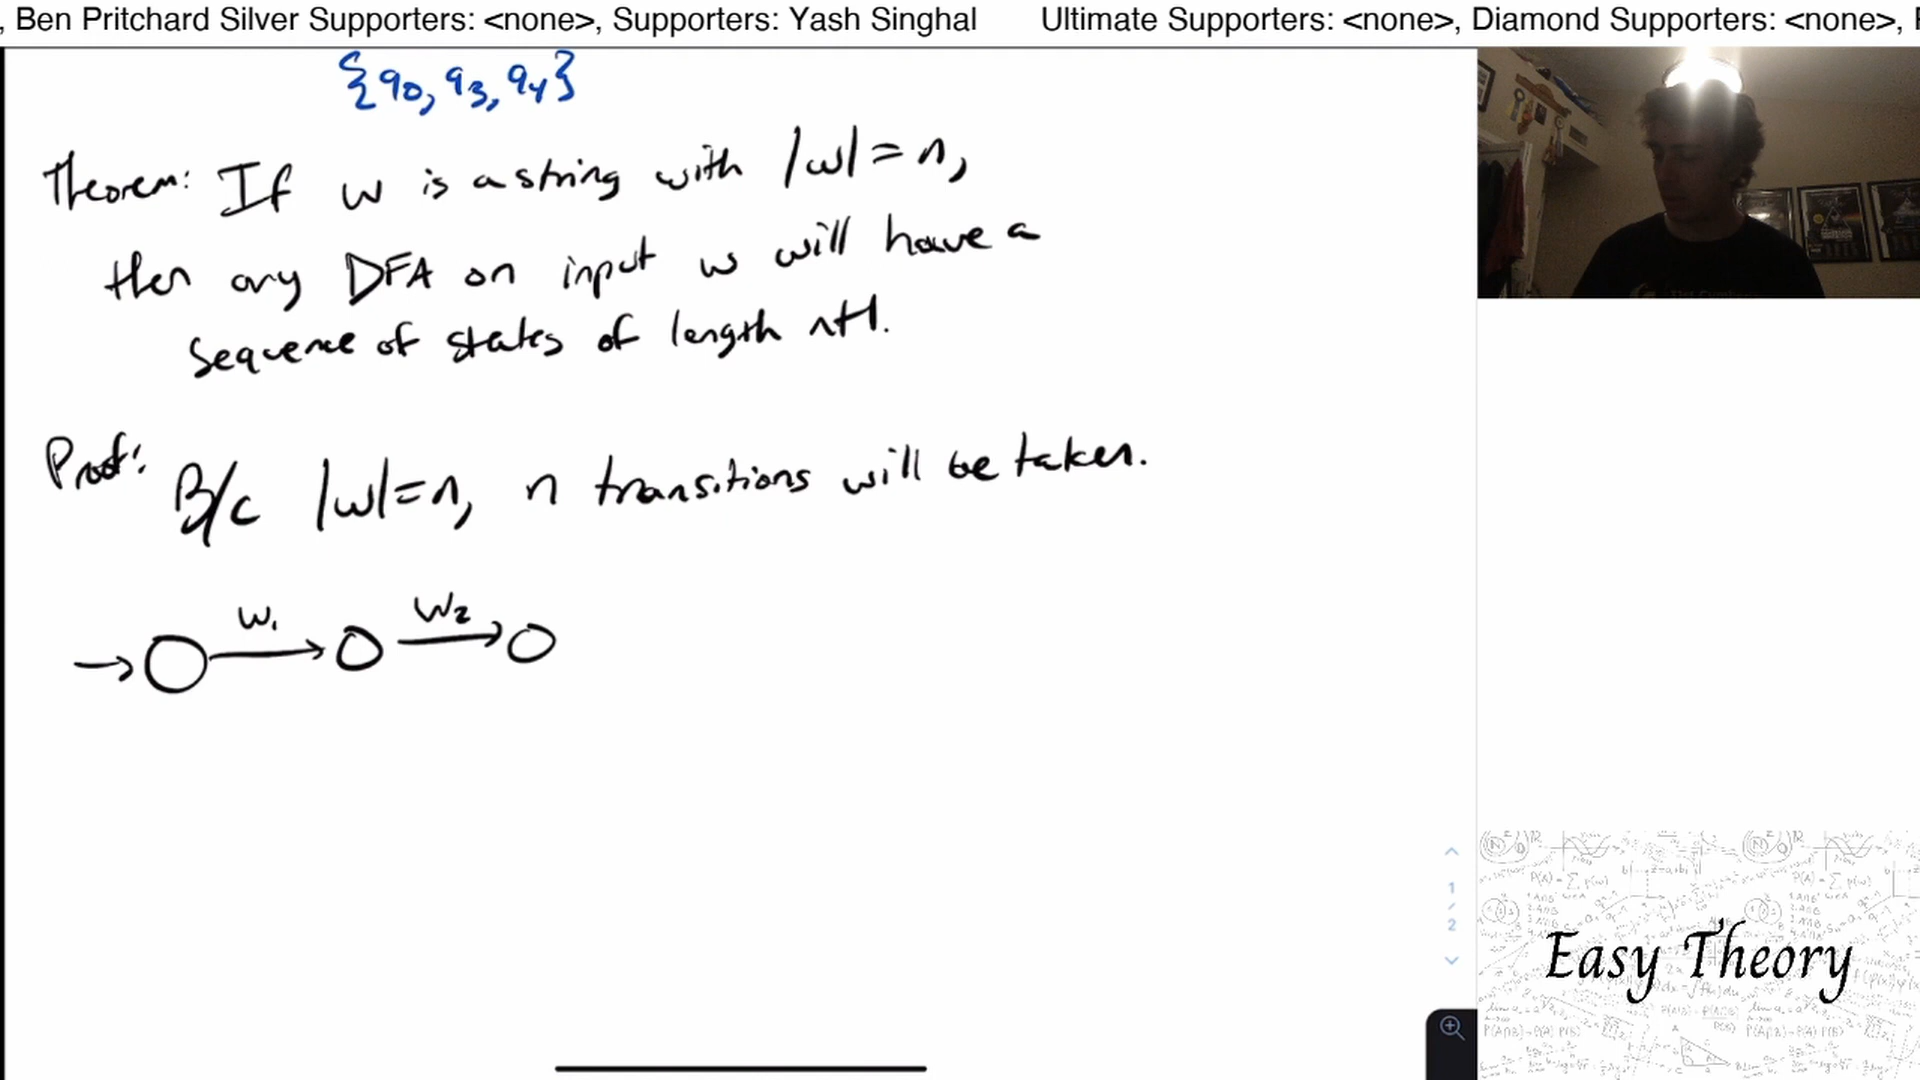 , Ben Pritchard Silver Supporters: <none>, Supporters: Yash Singhal Ultimate Supporters: <none>, Diamond Supporters: <none>,
{q0, q3, q4}
Theorem: If w is a string with |w| = n,
then any DFA on input w will have a
sequence of states of length n+1.
Proof: B/c |w| = n, n transitions will be taken.
w1 w2
1
2
Easy Theory